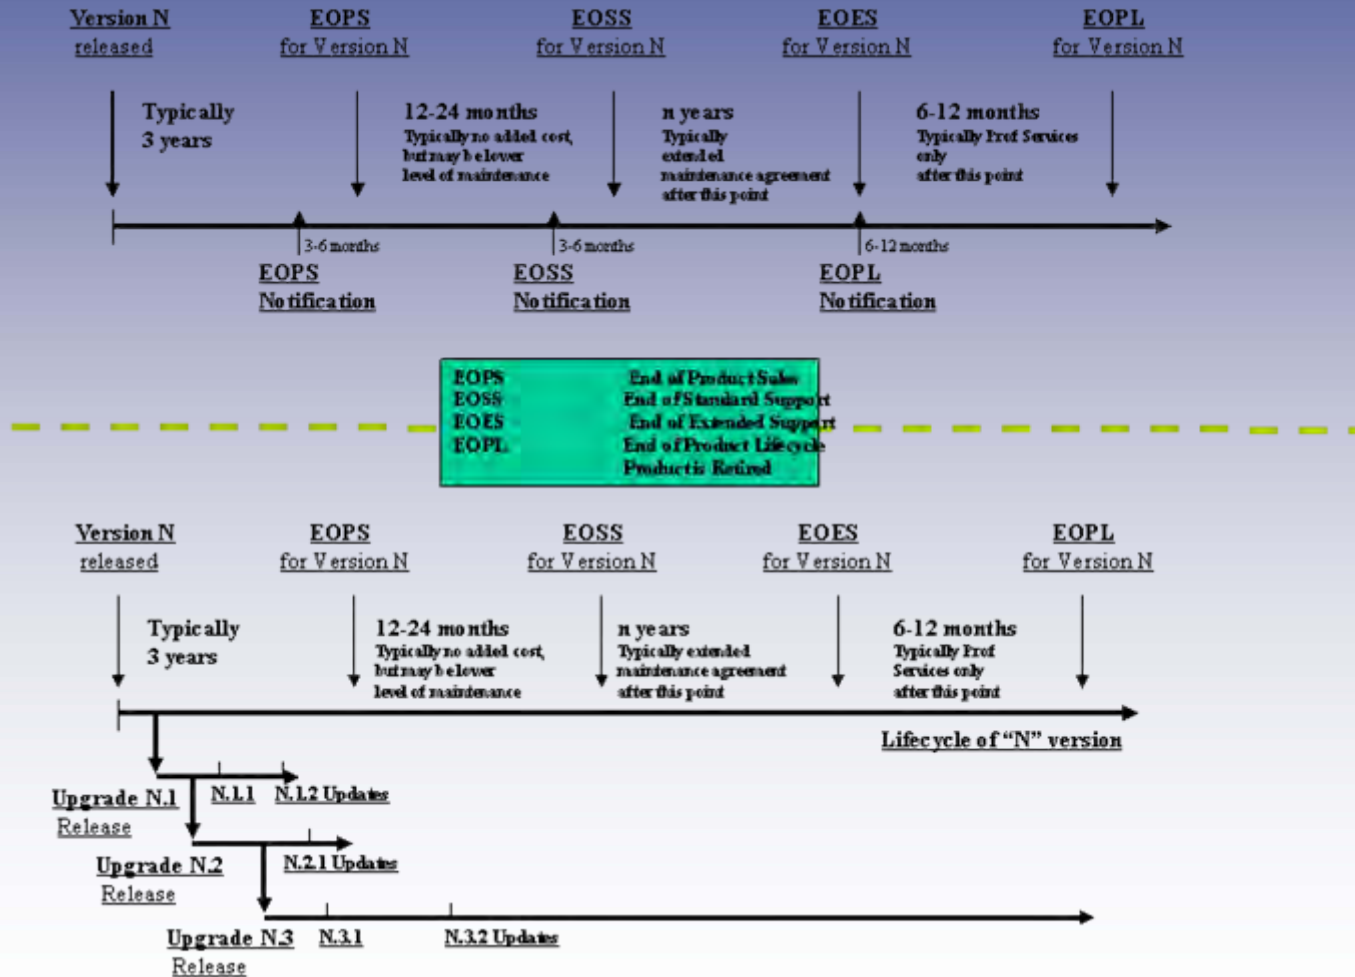 Version N
released
EOPS
for Version N
EOSS
for Version N
EOES
for Version N
EOPL
for Version N
Typically
3 years
12-24 months
Typically no added cost,
but may be lower
level of maintenance
n years
Typically
extended
maintenance agreement
after this point
6-12 months
Typically Prof Services
only
after this point
3-6 months
3-6 months
6-12 months
EOPS
Notification
EOSS
Notification
EOPL
Notification
EOPS End of Product Sales
EOSS End of Standard Support
EOES End of Extended Support
EOPL End of Product Lifecycle
Product is Retired
Version N
released
EOPS
for Version N
EOSS
for Version N
EOES
for Version N
EOPL
for Version N
Typically
3 years
12-24 months
Typically no added cost,
but may be lower
level of maintenance
n years
Typically extended
maintenance agreement
after this point
6-12 months
Typically Prof
Services only
after this point
Lifecycle of “N” version
Upgrade N.1
Release
N.1.1
N.1.2 Updates
Upgrade N.2
Release
N.2.1 Updates
Upgrade N.3
Release
N.3.1
N.3.2 Updates